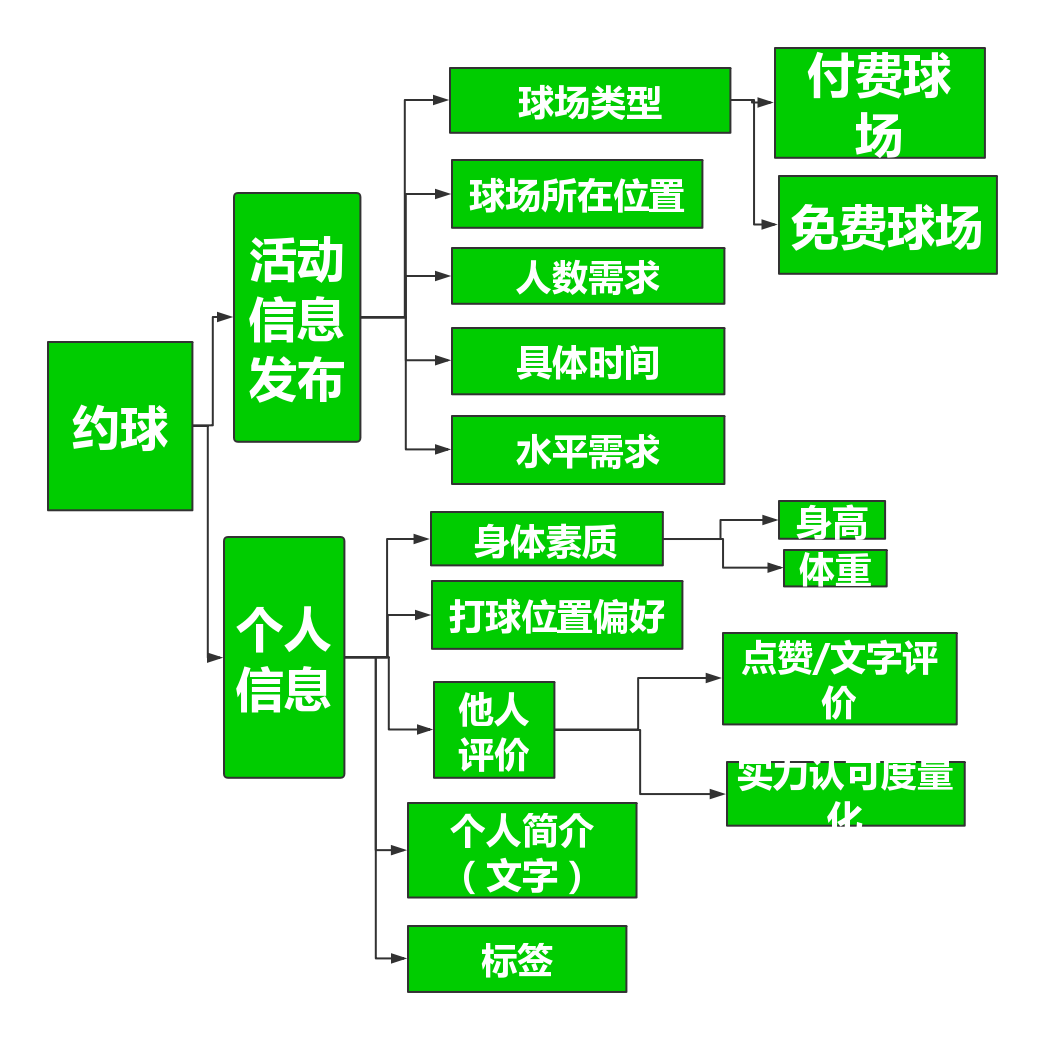 约球
活动
信息
发布
球场类型
付费球
场
免费球场
球场所在位置
人数需求
具体时间
水平需求
个人
信息
身体素质
身高
体重
打球位置偏好
他人
评价
点赞/文字评
价
实力认可度量
化
个人简介
（文字）
标签